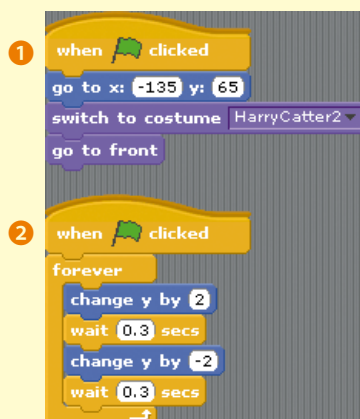 1
when clicked
go to x: -135 y: 65
switch to costume HarryCatter2
go to front
2
when clicked
forever
change y by 2
wait 0.3 secs
change y by -2
wait 0.3 secs